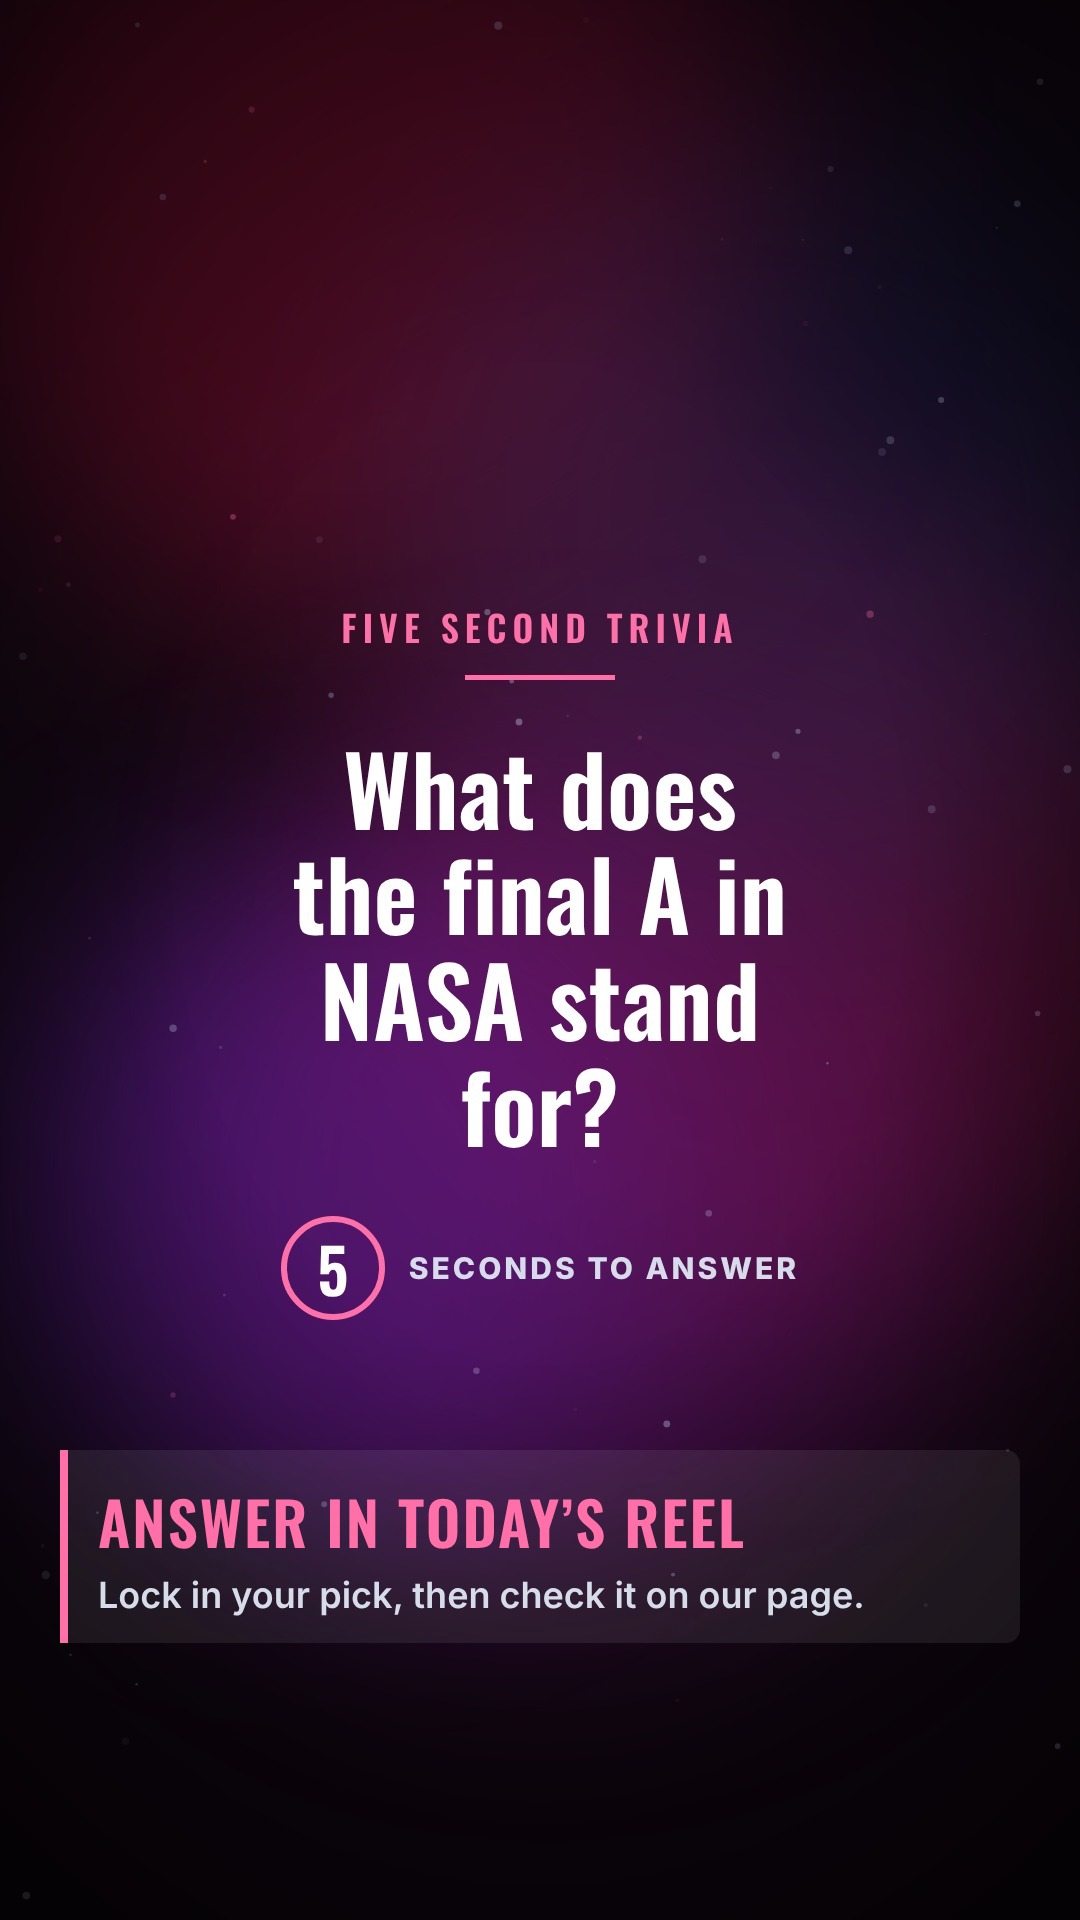 FIVE SECOND TRIVIA
What does
the final A in
NASA stand
for?
5 SECONDS TO ANSWER
ANSWER IN TODAY’S REEL
Lock in your pick, then check it on our page.